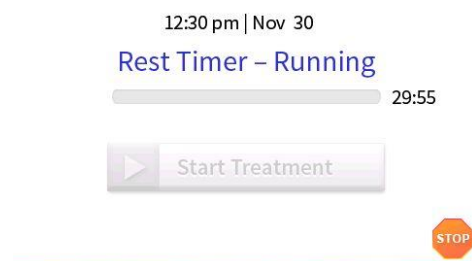 12:30 pm | Nov 30
Rest Timer – Running
29:55
Start Treatment
STOP